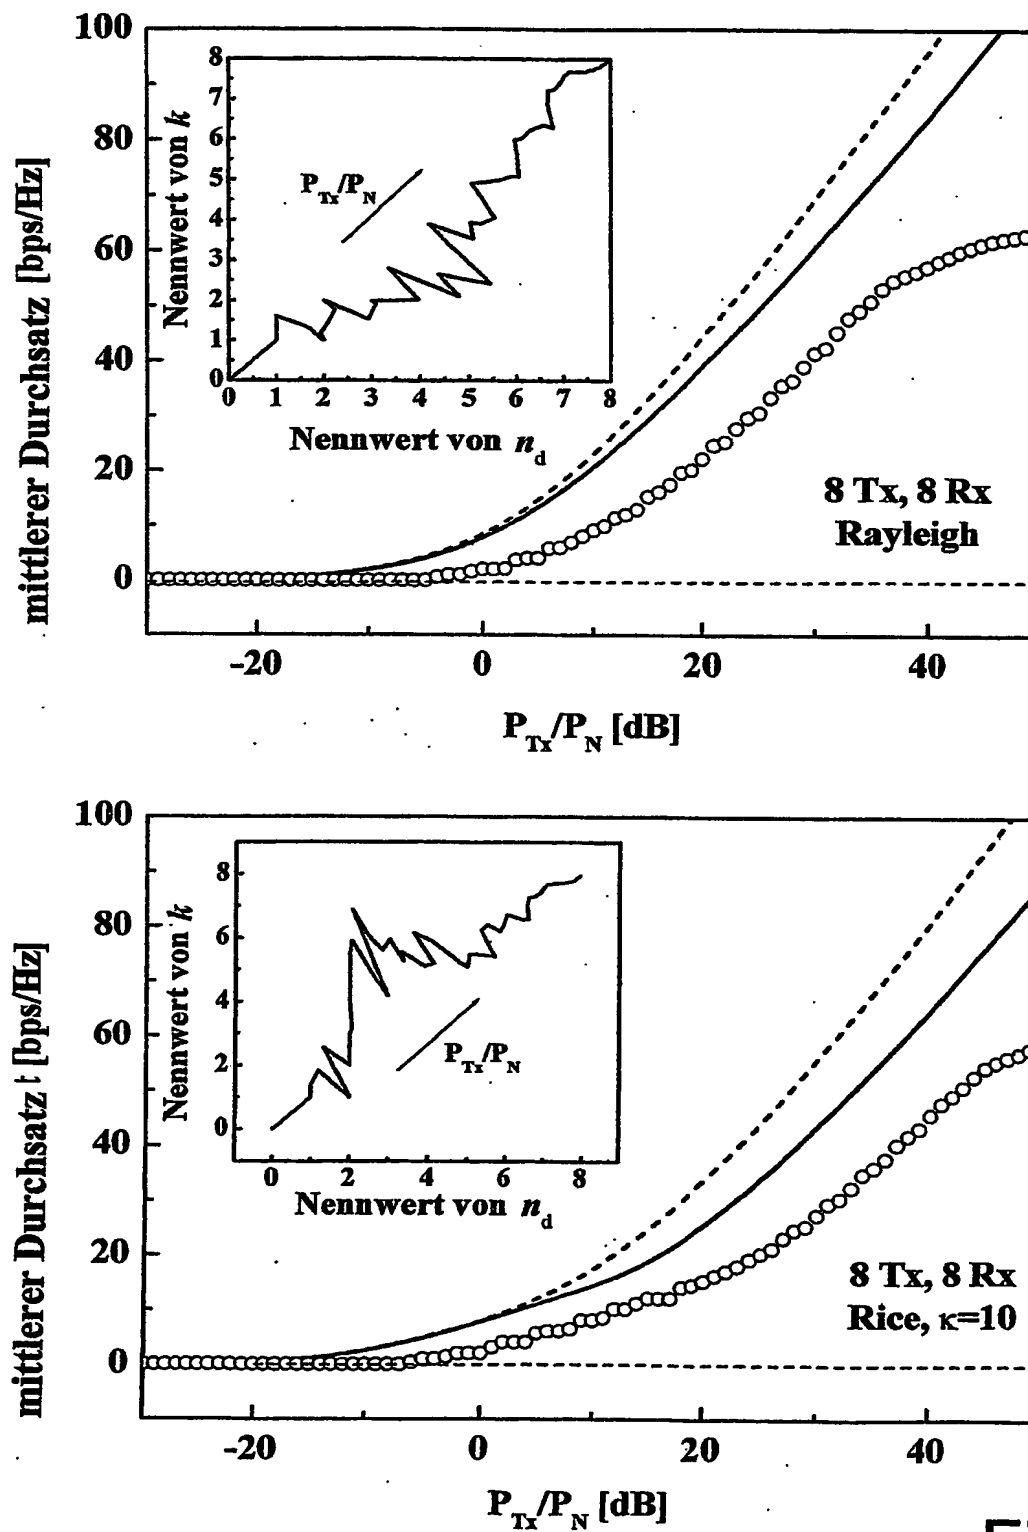 100
80
60
40
20
0
mittlerer Durchsatz [bps/Hz]
8
7
6
5
4
3
2
1
0
Nennwert von k
P_Tx/P_N
0 1 2 3 4 5 6 7 8
Nennwert von n_d
8 Tx, 8 Rx
Rayleigh
-20 0 20 40
P_Tx/P_N [dB]
100
80
60
40
20
0
mittlerer Durchsatz [bps/Hz]
8
6
4
2
0
Nennwert von k
P_Tx/P_N
0 2 4 6 8
Nennwert von n_d
8 Tx, 8 Rx
Rice, κ=10
-20 0 20 40
P_Tx/P_N [dB]